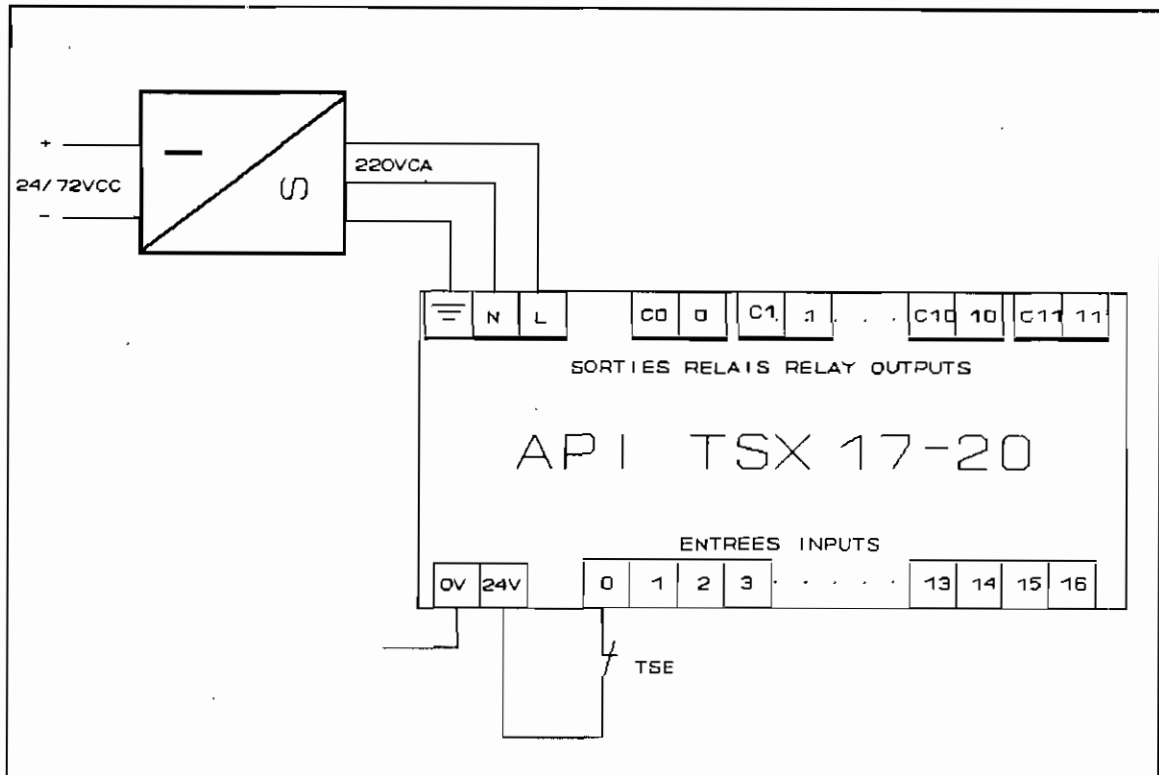 +
24/72VCC
-
S
220VCA
N L C0 0 C1. .1 . . . C10 10 C11 11
SORTIES RELAIS RELAY OUTPUTS
API TSX 17-20
ENTREES INPUTS
0V 24V 0 1 2 3 . . . . . 13 14 15 16
TSE